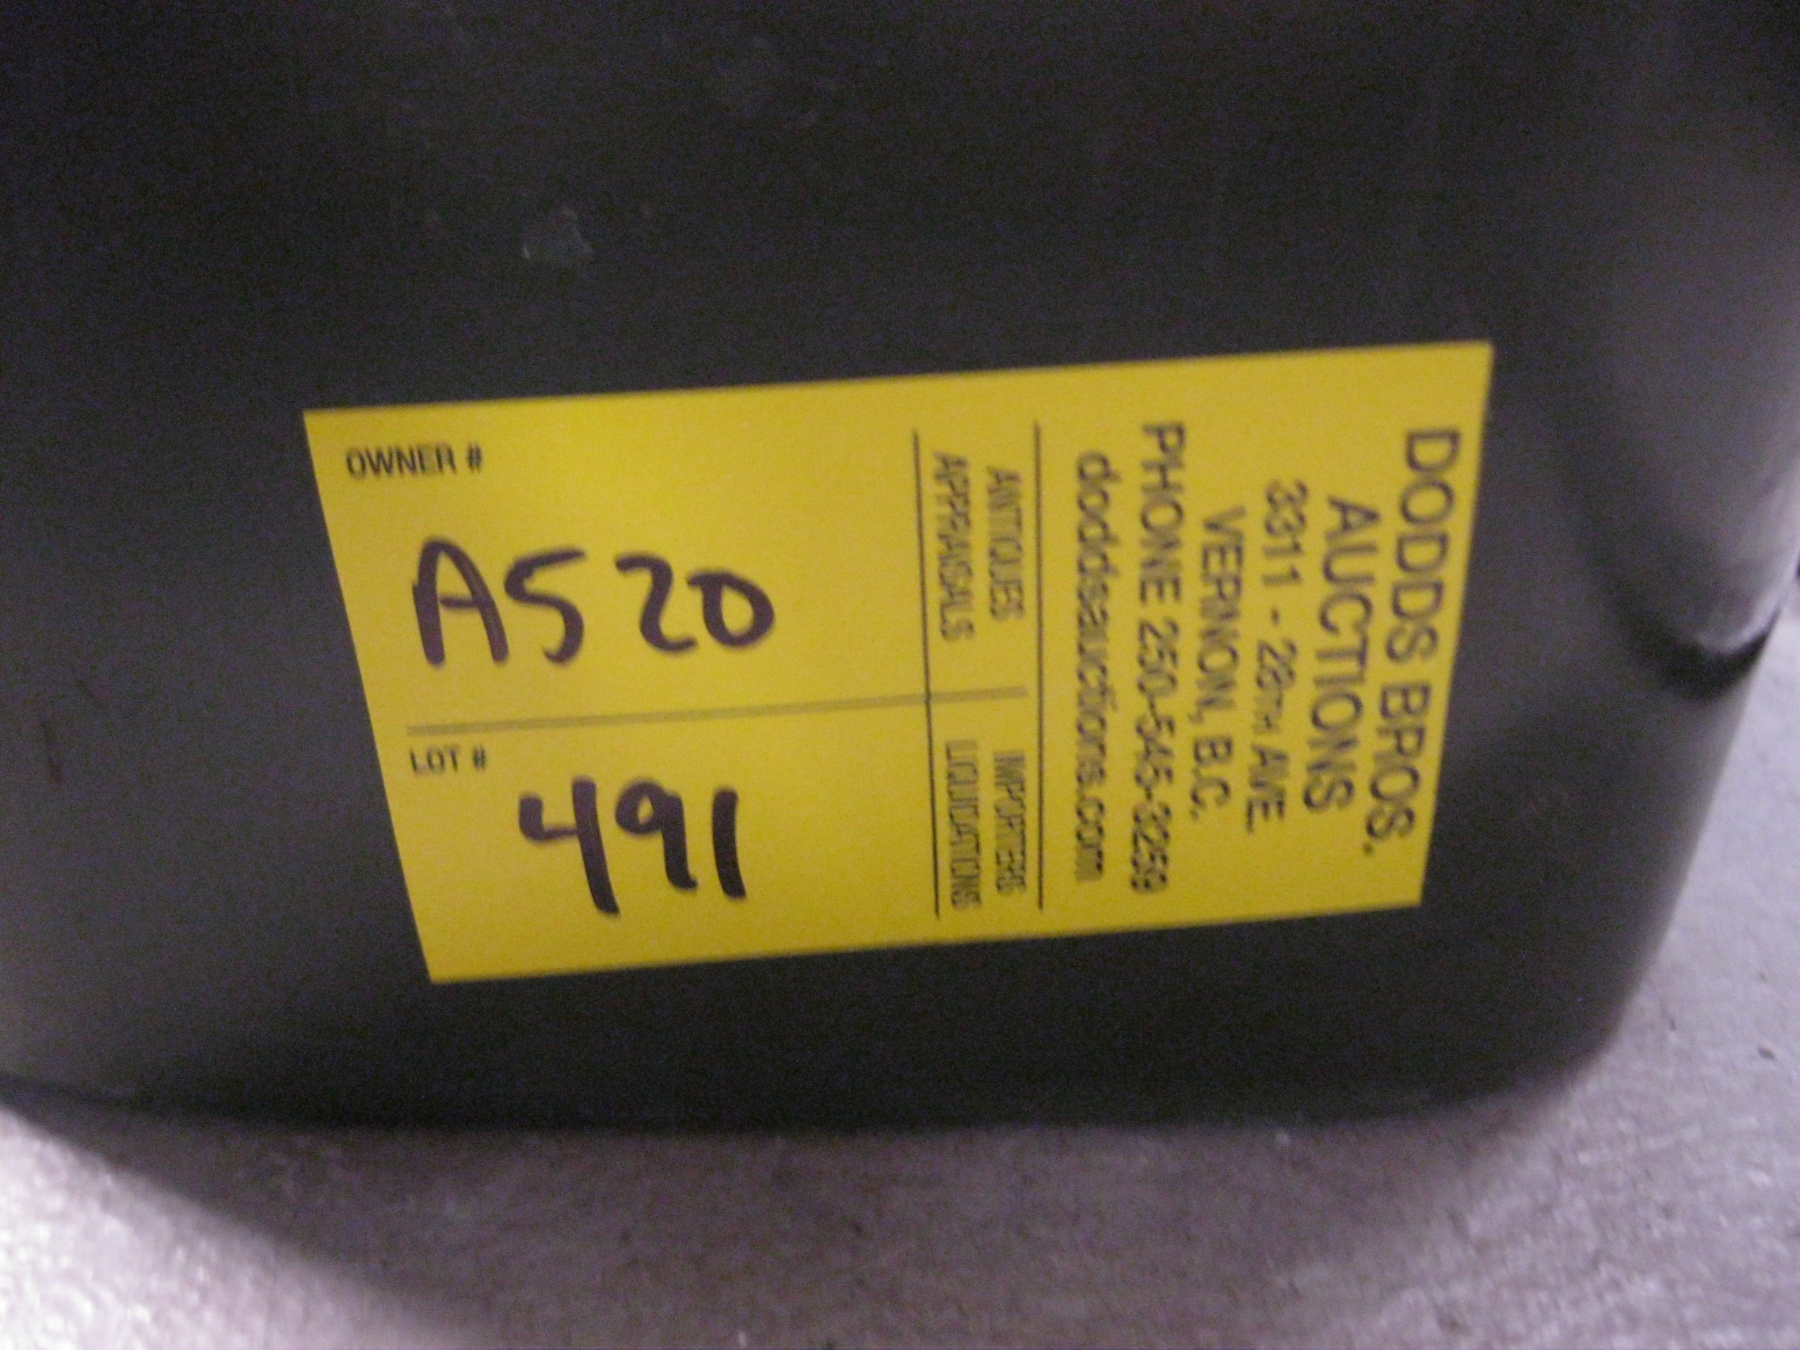 OWNER #
A520
LOT #
491
ANTIQUES
APPRAISALS
IMPORTERS
LIQUIDATIONS
DODDS BROS.
AUCTIONS
3311 - 28TH AVE.
VERNON, B.C.
PHONE 250-545-3259
doddsauctions.com